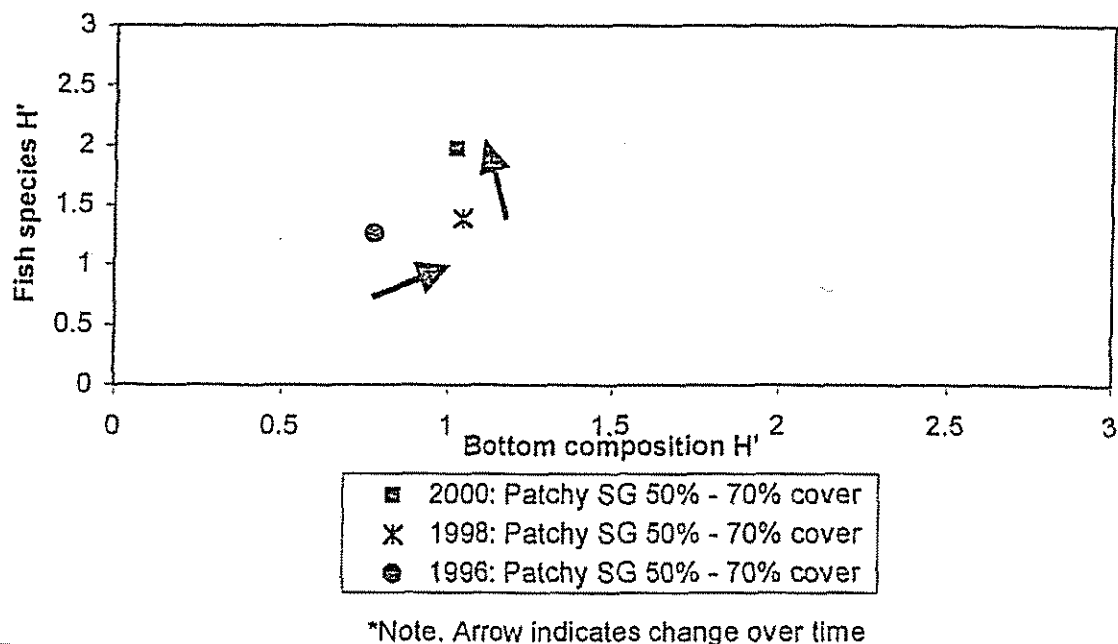 3
2.5
2
1.5
1
0.5
0
Fish species H'
0 0.5 1 1.5 2 2.5 3
Bottom composition H'
2000: Patchy SG 50% - 70% cover
1998: Patchy SG 50% - 70% cover
1996: Patchy SG 50% - 70% cover
*Note. Arrow indicates change over time